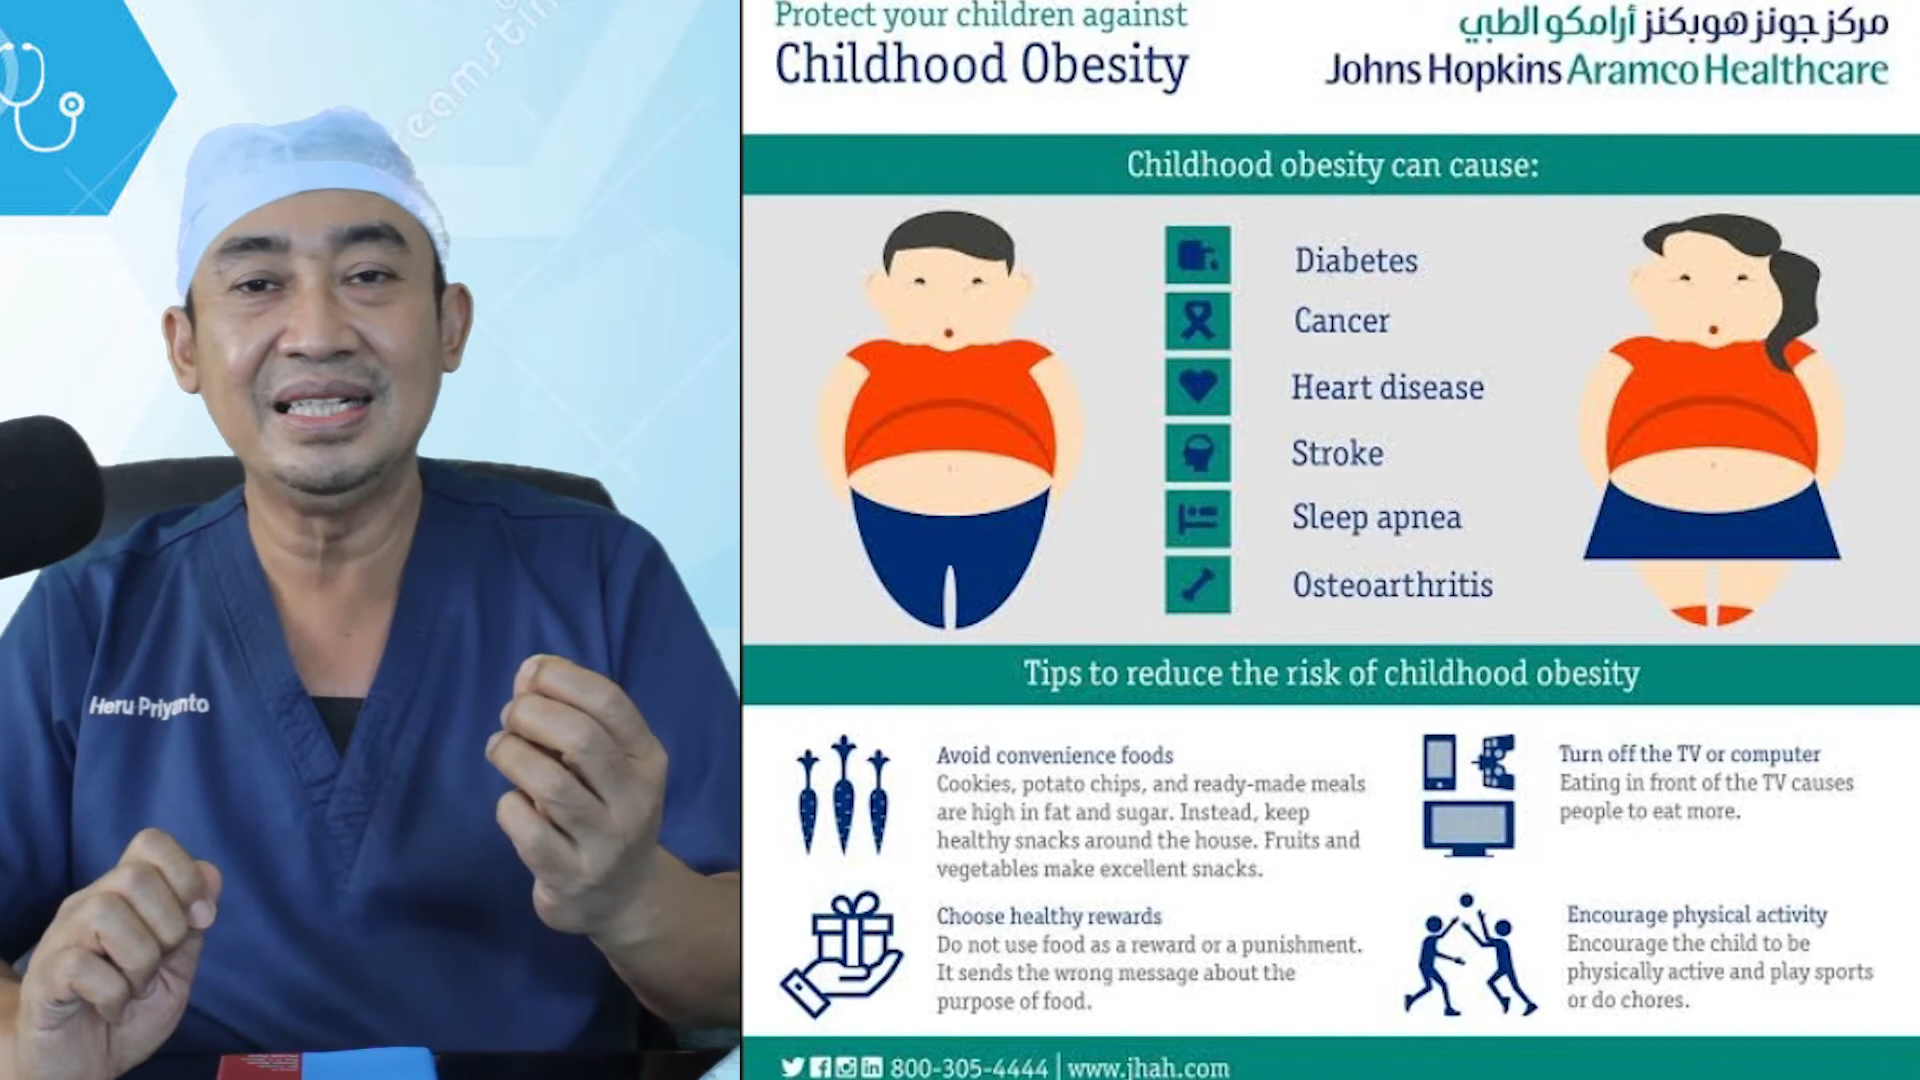 reamstim
Heru Priyanto
Protect your children against
Childhood Obesity
مركز جونز هوبكنز أرامكو الطبي
Johns Hopkins Aramco Healthcare
Childhood obesity can cause:
Diabetes
Cancer
Heart disease
Stroke
Sleep apnea
Osteoarthritis
Tips to reduce the risk of childhood obesity
Avoid convenience foods
Cookies, potato chips, and ready-made meals
are high in fat and sugar. Instead, keep
healthy snacks around the house. Fruits and
vegetables make excellent snacks.
Turn off the TV or computer
Eating in front of the TV causes
people to eat more.
Choose healthy rewards
Do not use food as a reward or a punishment.
It sends the wrong message about the
purpose of food.
Encourage physical activity
Encourage the child to be
physically active and play sports
or do chores.
800-305-4444 | www.jhah.com